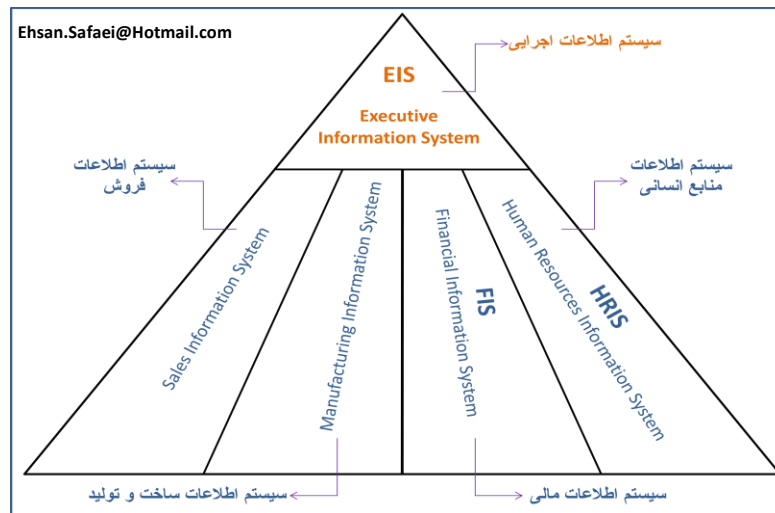 Ehsan.Safaei@Hotmail.com
سیستم اطلاعات اجرایی
EIS
Executive
Information System
سیستم اطلاعات
فروش
سیستم اطلاعات
منابع انسانی
Sales Information System
Manufacturing Information System
Financial Information System
FIS
Human Resources Information System
HRIS
سیستم اطلاعات ساخت و تولید
سیستم اطلاعات مالی